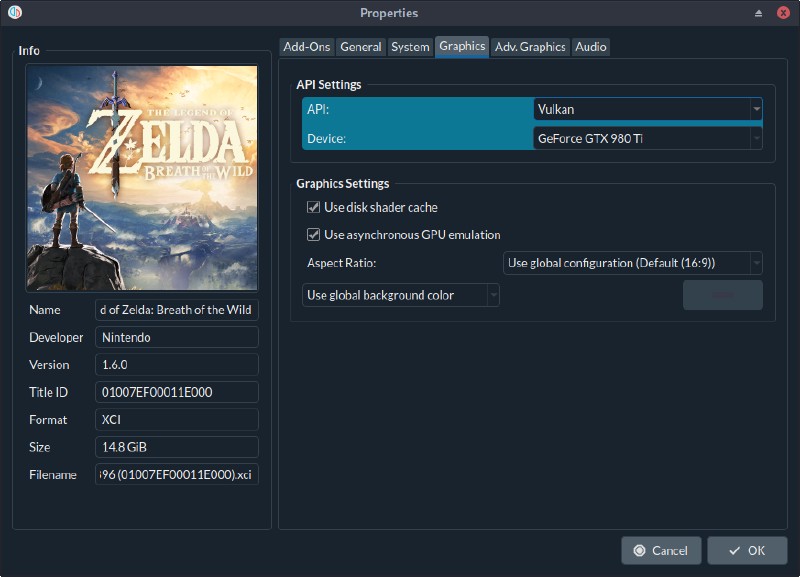 Properties
Info
THE LEGEND OF
ZELDA
BREATH OF THE WILD
Name
d of Zelda: Breath of the Wild
Developer
Nintendo
Version
1.6.0
Title ID
01007EF00011E000
Format
XCI
Size
14.8 GiB
Filename
96 (01007EF00011E000).xci
Add-Ons
General
System
Graphics
Adv. Graphics
Audio
API Settings
API:
Vulkan
Device:
GeForce GTX 980 Ti
Graphics Settings
Use disk shader cache
Use asynchronous GPU emulation
Aspect Ratio:
Use global configuration (Default (16:9))
Use global background color
Cancel
OK